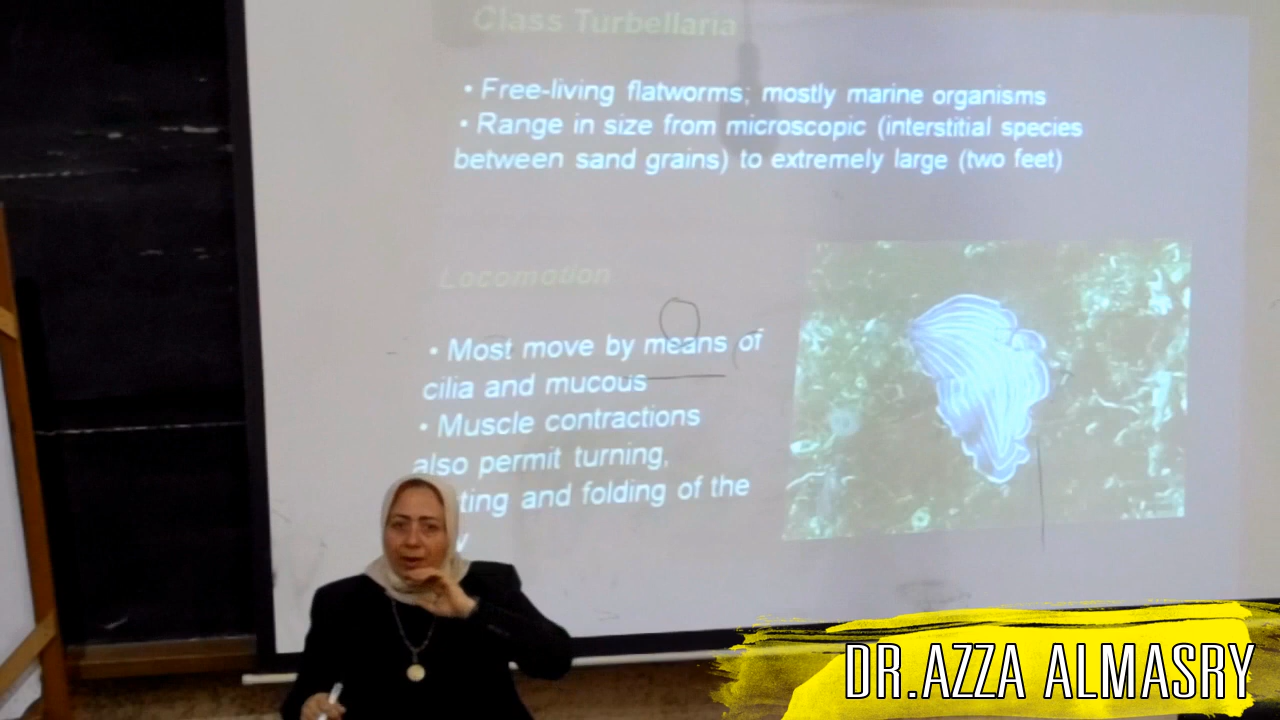 Class Turbellaria
• Free-living flatworms; mostly marine organisms
• Range in size from microscopic (interstitial species
between sand grains) to extremely large (two feet)
Locomotion
• Most move by means of
cilia and mucous
• Muscle contractions
also permit turning,
ting and folding of the
y
DR.AZZA ALMASRY